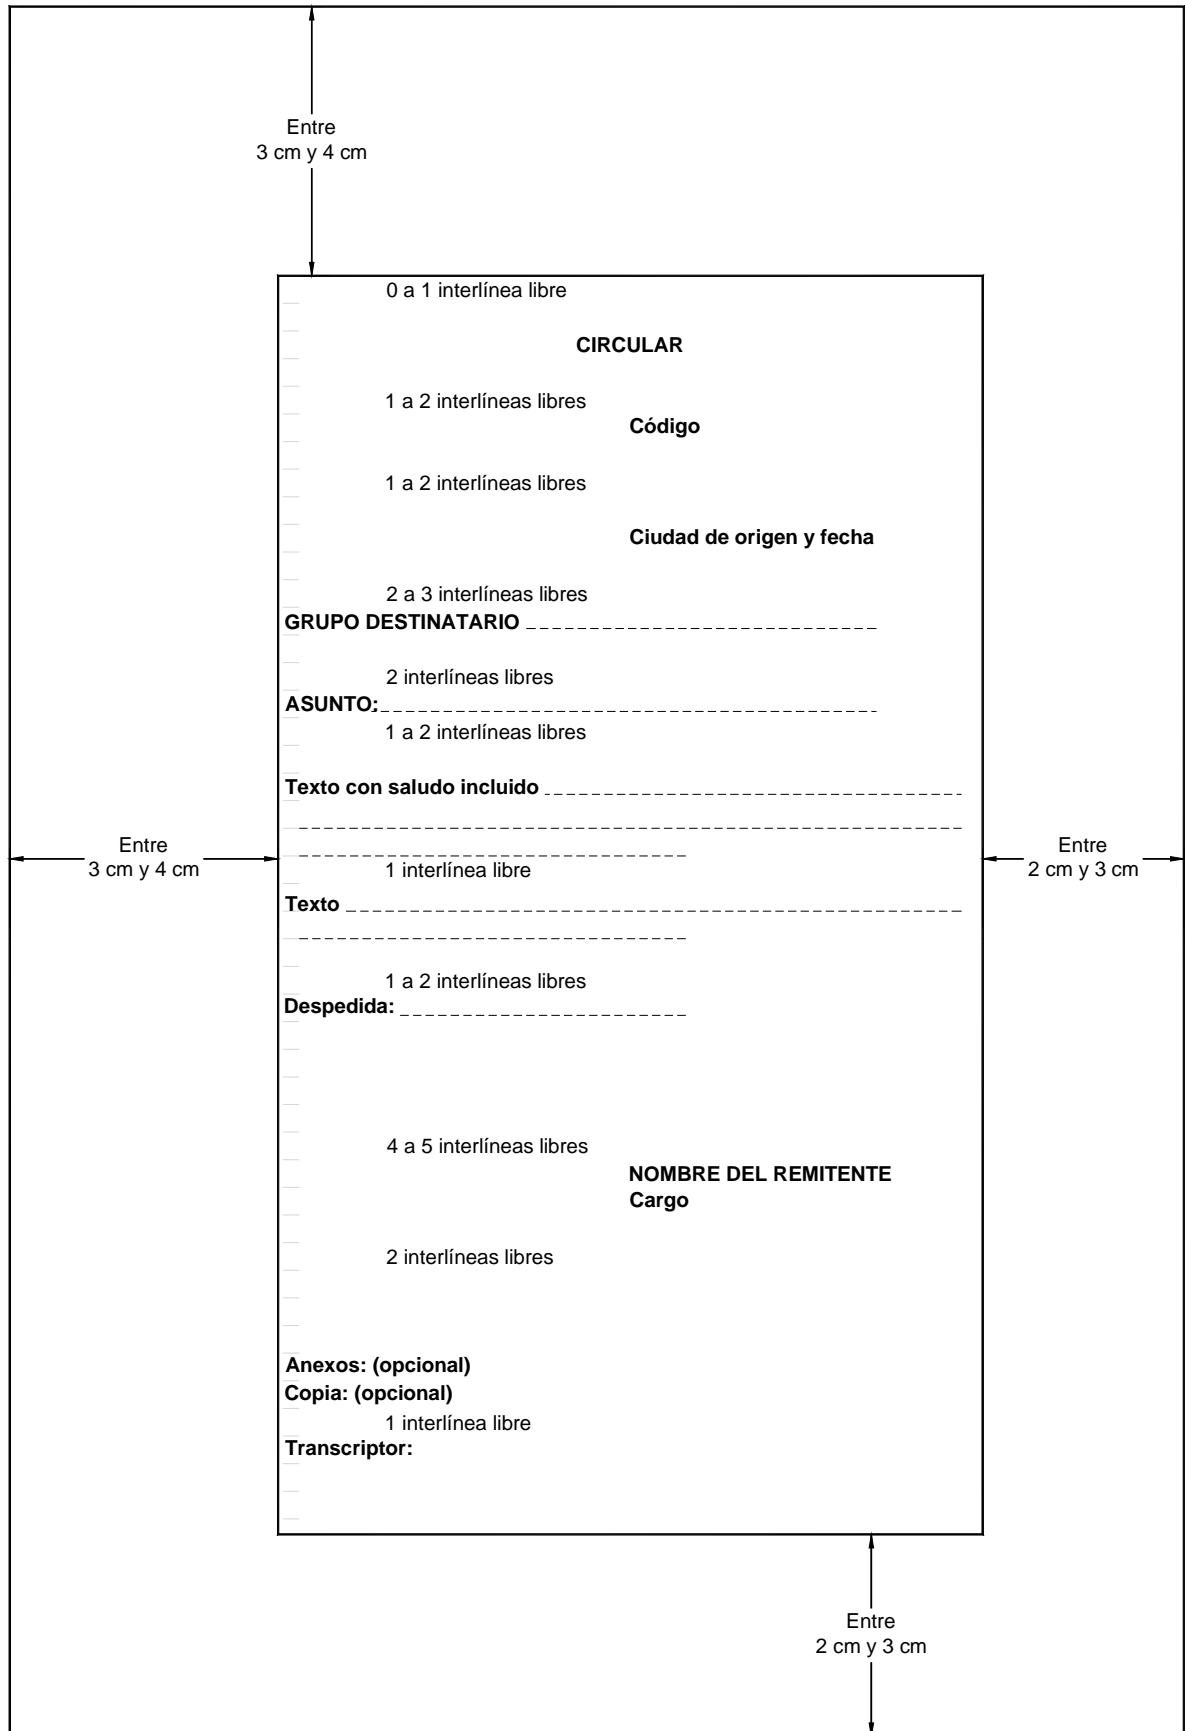 Entre
3 cm y 4 cm
0 a 1 interlínea libre
CIRCULAR
1 a 2 interlíneas libres
Código
1 a 2 interlíneas libres
Ciudad de origen y fecha
2 a 3 interlíneas libres
GRUPO DESTINATARIO
2 interlíneas libres
ASUNTO:
1 a 2 interlíneas libres
Texto con saludo incluido
Entre
3 cm y 4 cm
Entre
2 cm y 3 cm
1 interlínea libre
Texto
1 a 2 interlíneas libres
Despedida:
4 a 5 interlíneas libres
NOMBRE DEL REMITENTE
Cargo
2 interlíneas libres
Anexos: (opcional)
Copia: (opcional)
1 interlínea libre
Transcriptor:
Entre
2 cm y 3 cm